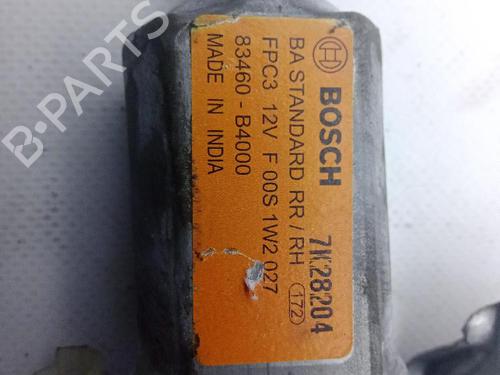 BOSCH 7K28204
BA STANDARD RR / RH 172
FPC3 12V F 00S 1W2 027
83460 - B4000
MADE IN INDIA
B-PARTS